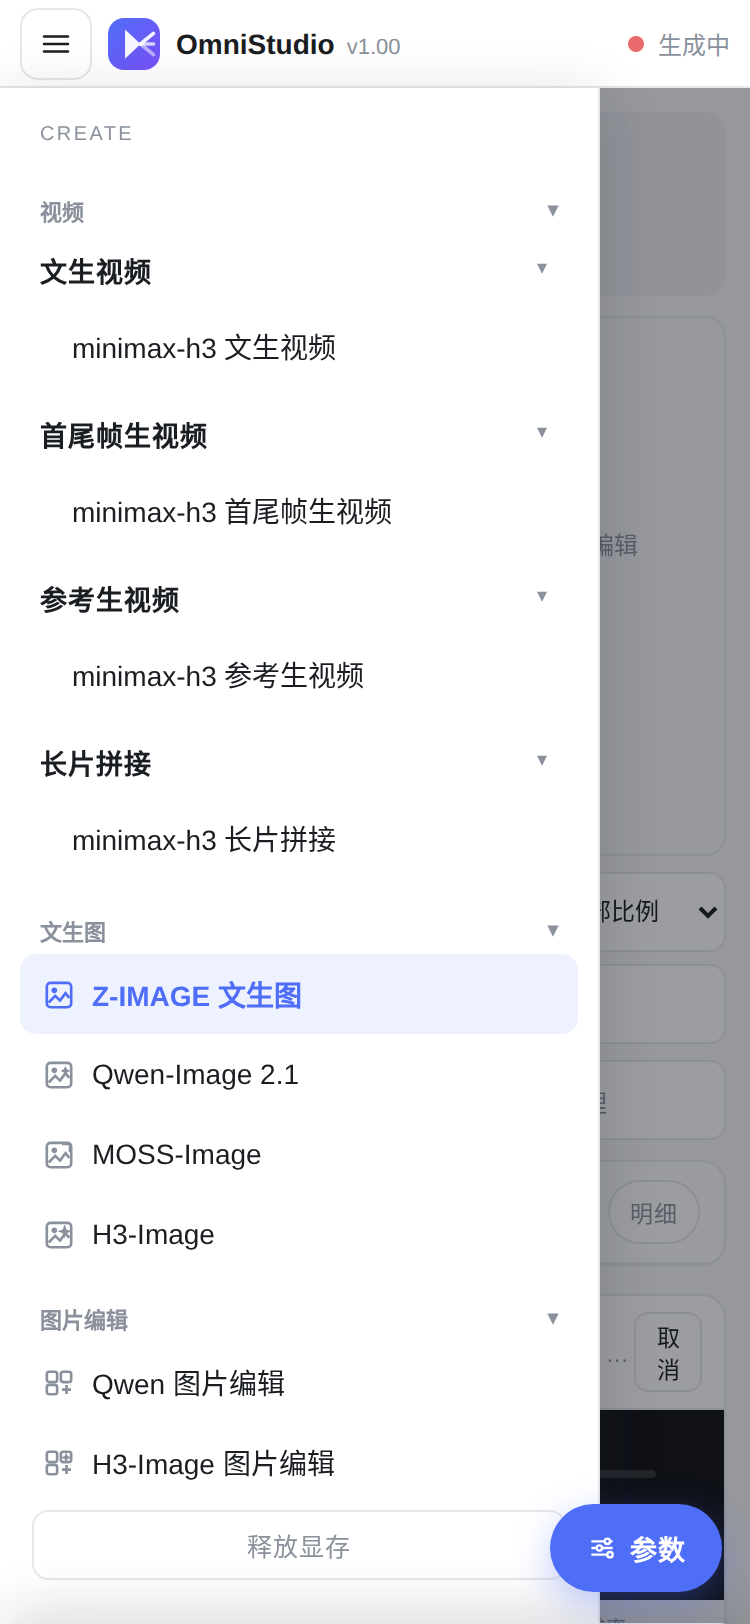 OmniStudio v1.00
生成中
CREATE
视频
文生视频
minimax-h3 文生视频
首尾帧生视频
minimax-h3 首尾帧生视频
编辑
参考生视频
minimax-h3 参考生视频
长片拼接
minimax-h3 长片拼接
部比例
文生图
Z-IMAGE 文生图
Qwen-Image 2.1
MOSS-Image
明细
H3-Image
图片编辑
... 取消
Qwen 图片编辑
H3-Image 图片编辑
释放显存
参数